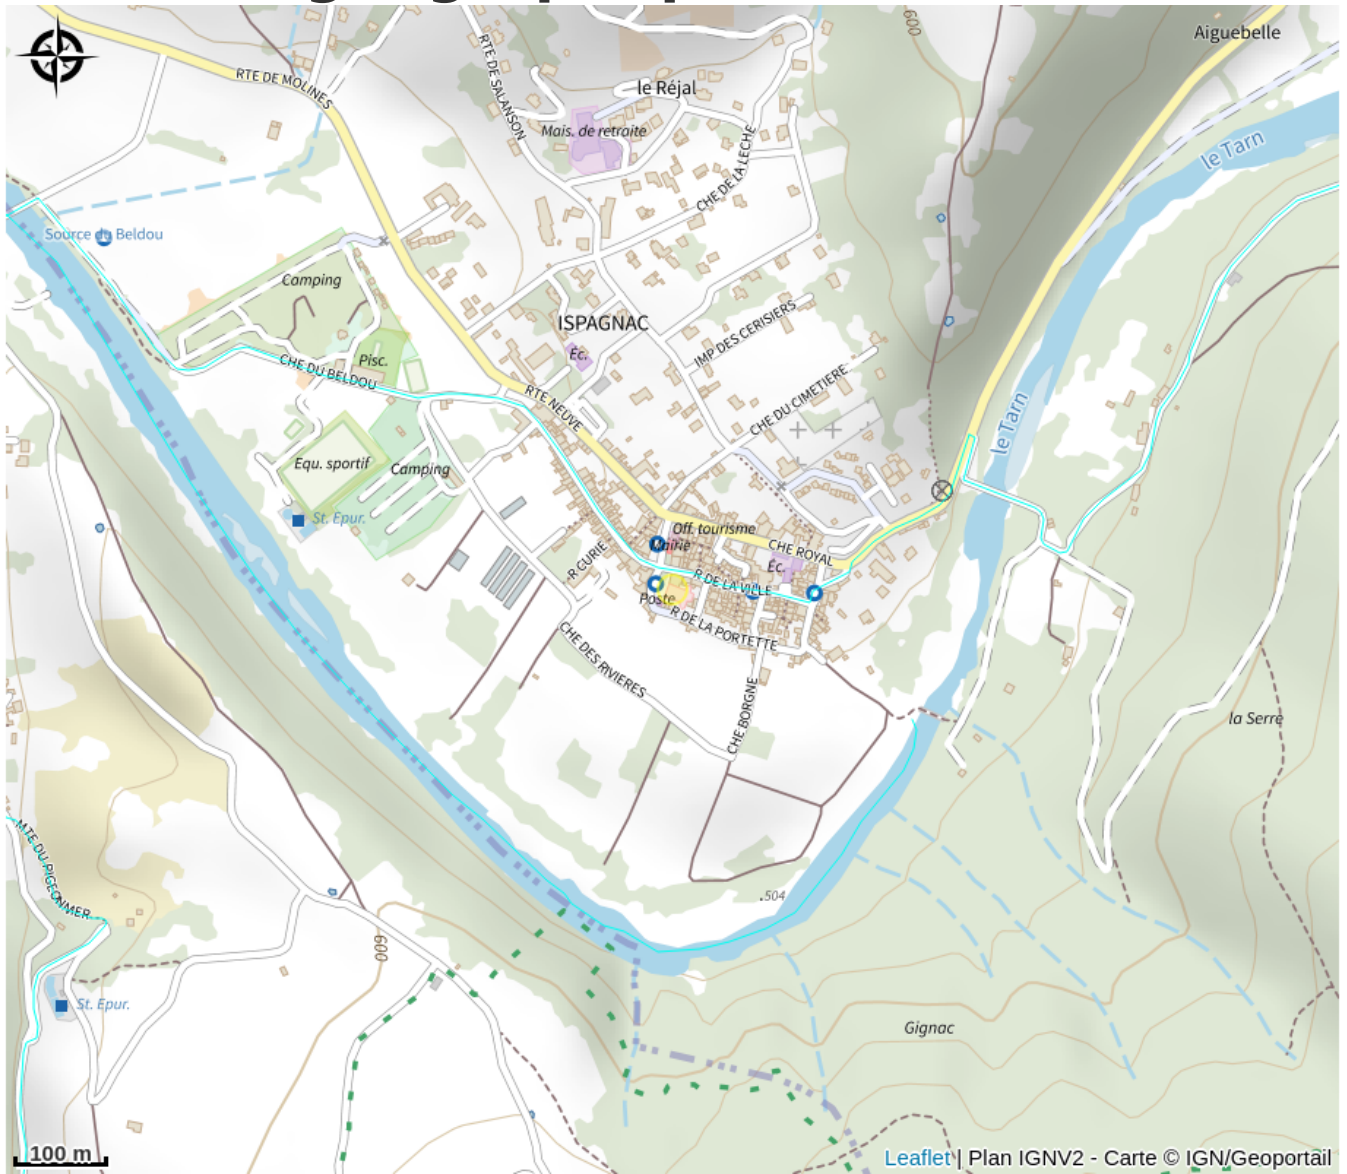 Aiguebelle
600
RTE DE MOLINES
RTE DE SALANSON
le Réjal
Mais. de retraite
CHE DE LA LECHE
le Tarn
Source du Beldou
Camping
ISPAGNAC
IMP DES CERISIERS
Ec.
Pisc.
CHE DU BELDOU
RTE NEUVE
CHE DU CIMETIERE
le Tarn
Equ. sportif
Camping
St. Epur.
Off. tourisme
Mairie
CHE ROYAL
R CURIE
Ec.
R DE LA VILLE
Poste
R DE LA PORTETTE
CHE DES RIVIERES
CHE BORGNE
la Serre
MTE DU PIGEONNIER
.504
600
St. Epur.
Gignac
100 m
Leaflet | Plan IGNV2 - Carte © IGN/Geoportail